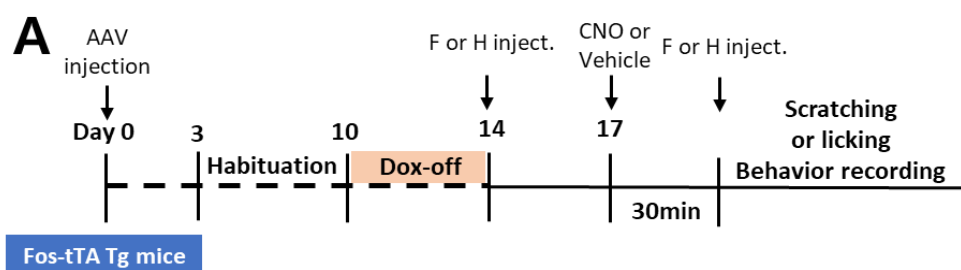 A
AAV
injection
F or H inject.
CNO or
Vehicle
F or H inject.
Day 0
3
10
14
17
Habituation
Dox-off
30min
Scratching
or licking
Behavior recording
Fos-tTA Tg mice